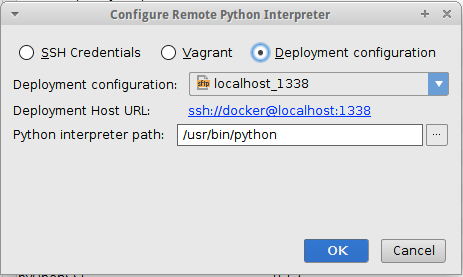 Configure Remote Python Interpreter
SSH Credentials Vagrant Deployment configuration
Deployment configuration: sftp localhost_1338
Deployment Host URL: ssh://docker@localhost:1338
Python interpreter path: /usr/bin/python ...
OK Cancel